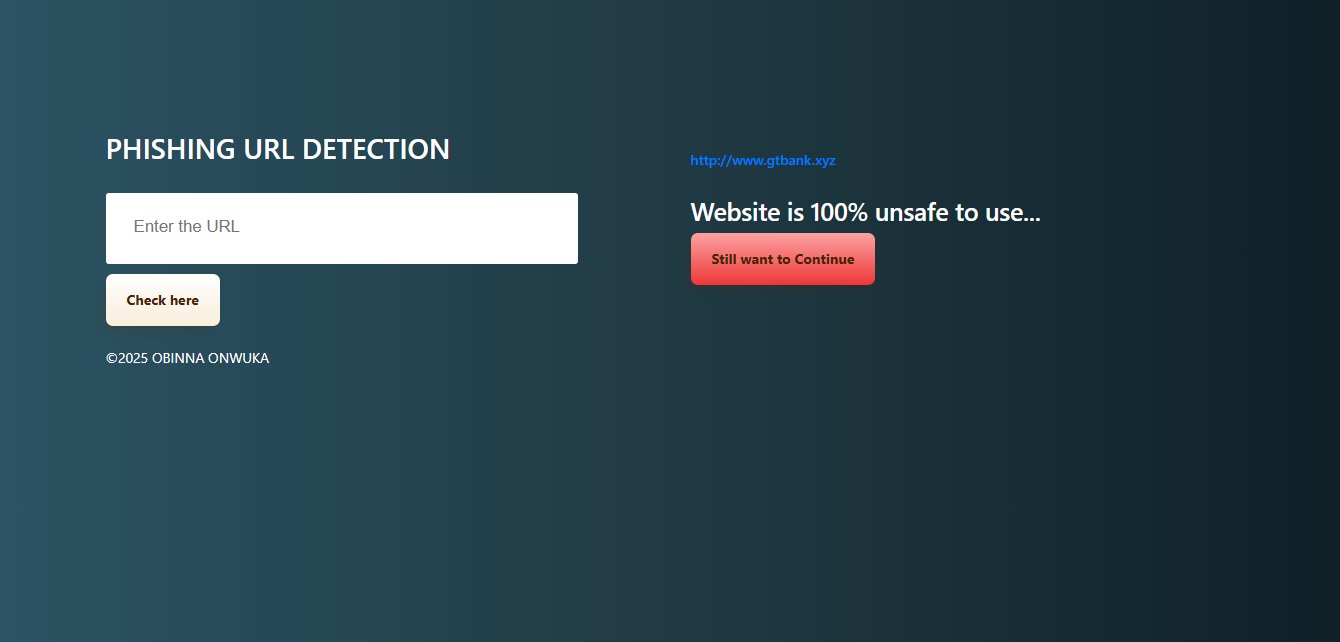 PHISHING URL DETECTION
Enter the URL
Check here
©2025 OBINNA ONWUKA
http://www.gtbank.xyz
Website is 100% unsafe to use...
Still want to Continue